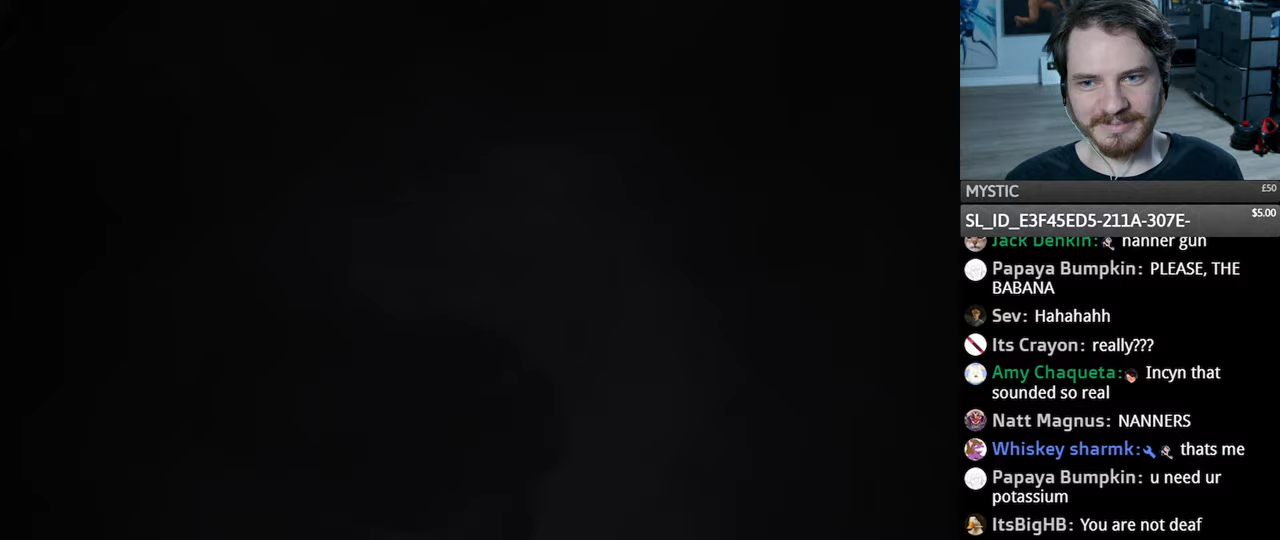 MYSTIC £50
SL_ID_E3F45ED5-211A-307E- $5.00
Jack Denkin: nanner gun
Papaya Bumpkin: PLEASE, THE
BABANA
Sev: Hahahahh
Its Crayon: really???
Amy Chaqueta: Incyn that
sounded so real
Natt Magnus: NANNERS
Whiskey sharmk: thats me
Papaya Bumpkin: u need ur
potassium
ItsBigHB: You are not deaf